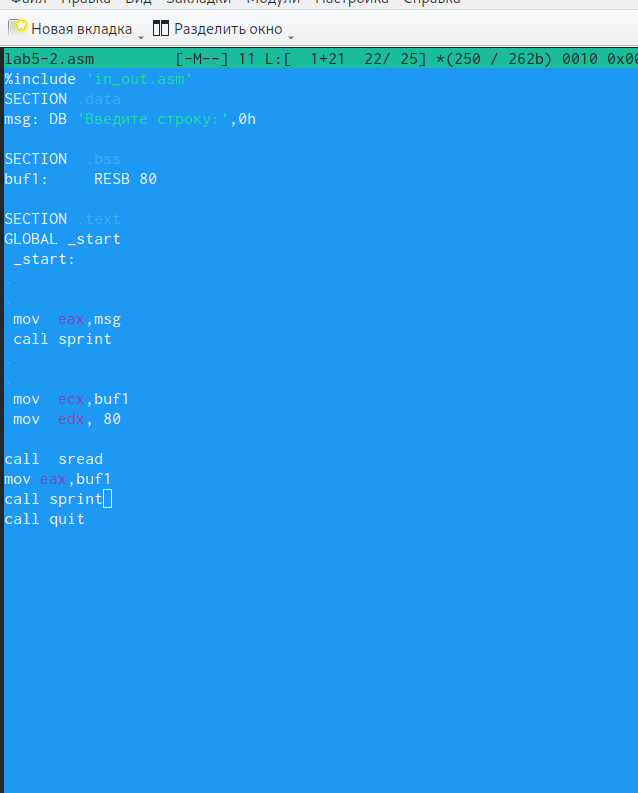 Файл Правка Вид Закладки Модули Настройка Справка
Новая вкладка Разделить окно
lab5-2.asm [-M--] 11 L:[ 1+21 22/ 25] *(250 / 262b) 0010 0x00
%include 'in_out.asm'
SECTION .data
msg: DB 'Введите строку:',0h
SECTION .bss
buf1: RESB 80
SECTION .text
GLOBAL _start
_start:
.
.
mov eax,msg
call sprint
.
.
mov ecx,buf1
mov edx, 80
call sread
mov eax,buf1
call sprint
call quit